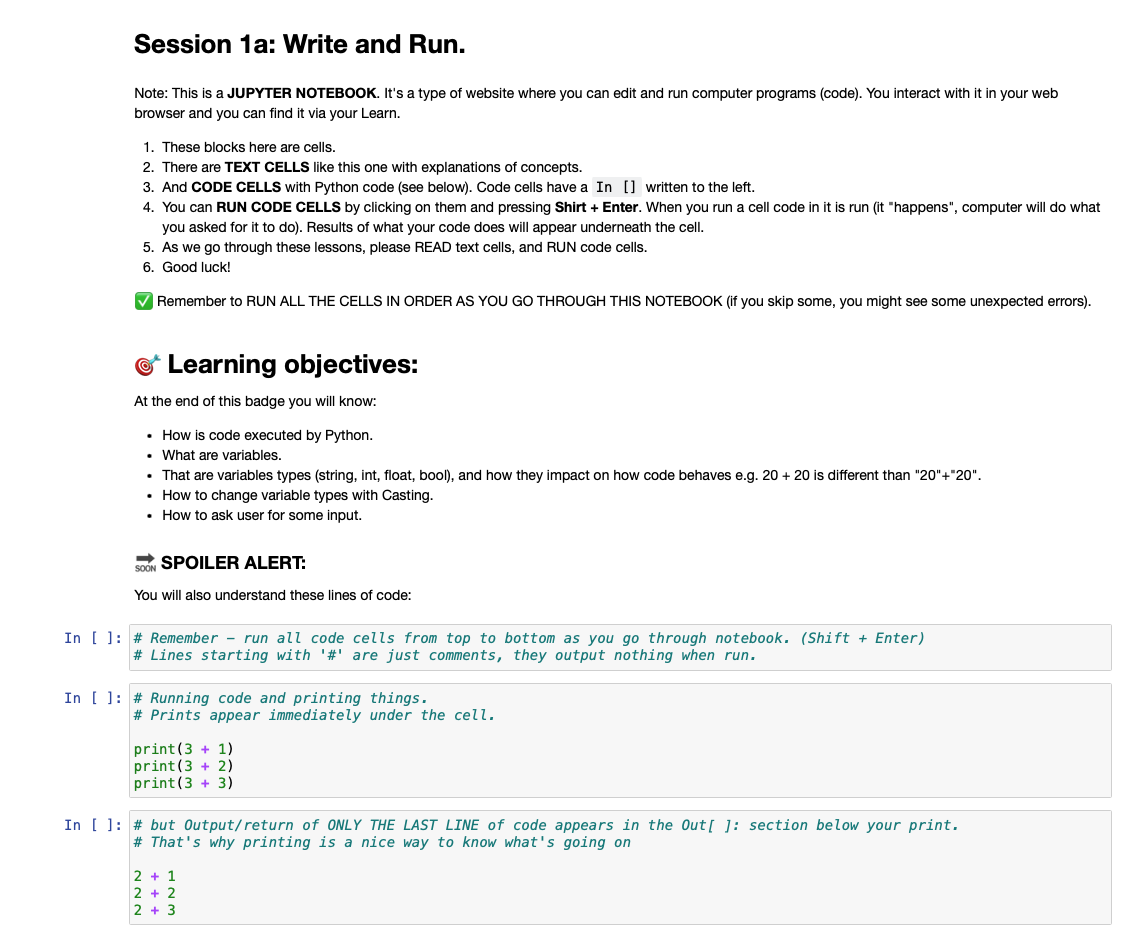 Session 1a: Write and Run.
Note: This is a JUPYTER NOTEBOOK. It's a type of website where you can edit and run computer programs (code). You interact with it in your web
browser and you can find it via your Learn.
1. These blocks here are cells.
2. There are TEXT CELLS like this one with explanations of concepts.
3. And CODE CELLS with Python code (see below). Code cells have a In [] written to the left.
4. You can RUN CODE CELLS by clicking on them and pressing Shirt + Enter. When you run a cell code in it is run (it "happens", computer will do what
you asked for it to do). Results of what your code does will appear underneath the cell.
5. As we go through these lessons, please READ text cells, and RUN code cells.
6. Good luck!
✅ Remember to RUN ALL THE CELLS IN ORDER AS YOU GO THROUGH THIS NOTEBOOK (if you skip some, you might see some unexpected errors).
🎯 Learning objectives:
At the end of this badge you will know:
• How is code executed by Python.
• What are variables.
• That are variables types (string, int, float, bool), and how they impact on how code behaves e.g. 20 + 20 is different than "20"+"20".
• How to change variable types with Casting.
• How to ask user for some input.
🔜 SPOILER ALERT:
You will also understand these lines of code:
In [ ]: # Remember – run all code cells from top to bottom as you go through notebook. (Shift + Enter)
# Lines starting with '#' are just comments, they output nothing when run.
In [ ]: # Running code and printing things.
# Prints appear immediately under the cell.
print(3 + 1)
print(3 + 2)
print(3 + 3)
In [ ]: # but Output/return of ONLY THE LAST LINE of code appears in the Out[ ]: section below your print.
# That's why printing is a nice way to know what's going on
2 + 1
2 + 2
2 + 3